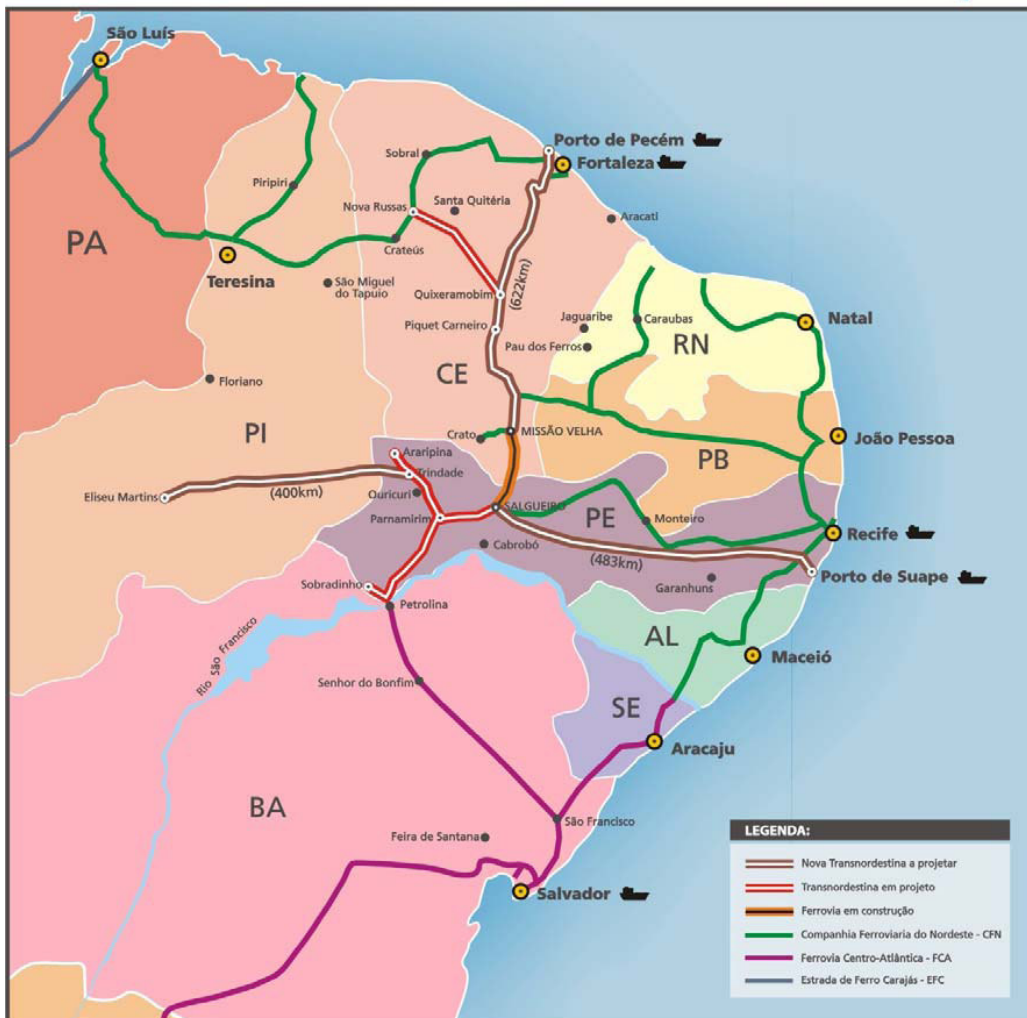 São Luís
Porto de Pecém
Fortaleza
Sobral
Piripiri
Santa Quitéria
Nova Russas
Aracati
PA
Crateús
Teresina
São Miguel
do Tapuio
Quixeramobim
(622km)
Natal
Jaguaribe
Caraubas
Piquet Carneiro
Pau dos Ferros
RN
CE
Floriano
PI
Crato
MISSÃO VELHA
João Pessoa
PB
Araripina
Trindade
Eliseu Martins
(400km)
Ouricuri
SALGUEIRO
Parnamirim
PE
Monteiro
Recife
Cabrobó
(483km)
Porto de Suape
Garanhuns
Sobradinho
Petrolina
AL
Rio São Francisco
Maceió
Senhor do Bonfim
SE
Aracaju
BA
São Francisco
Feira de Santana
Salvador
LEGENDA:
Nova Transnordestina a projetar
Transnordestina em projeto
Ferrovia em construção
Companhia Ferroviaria do Nordeste - CFN
Ferrovia Centro-Atlântica - FCA
Estrada de Ferro Carajás - EFC